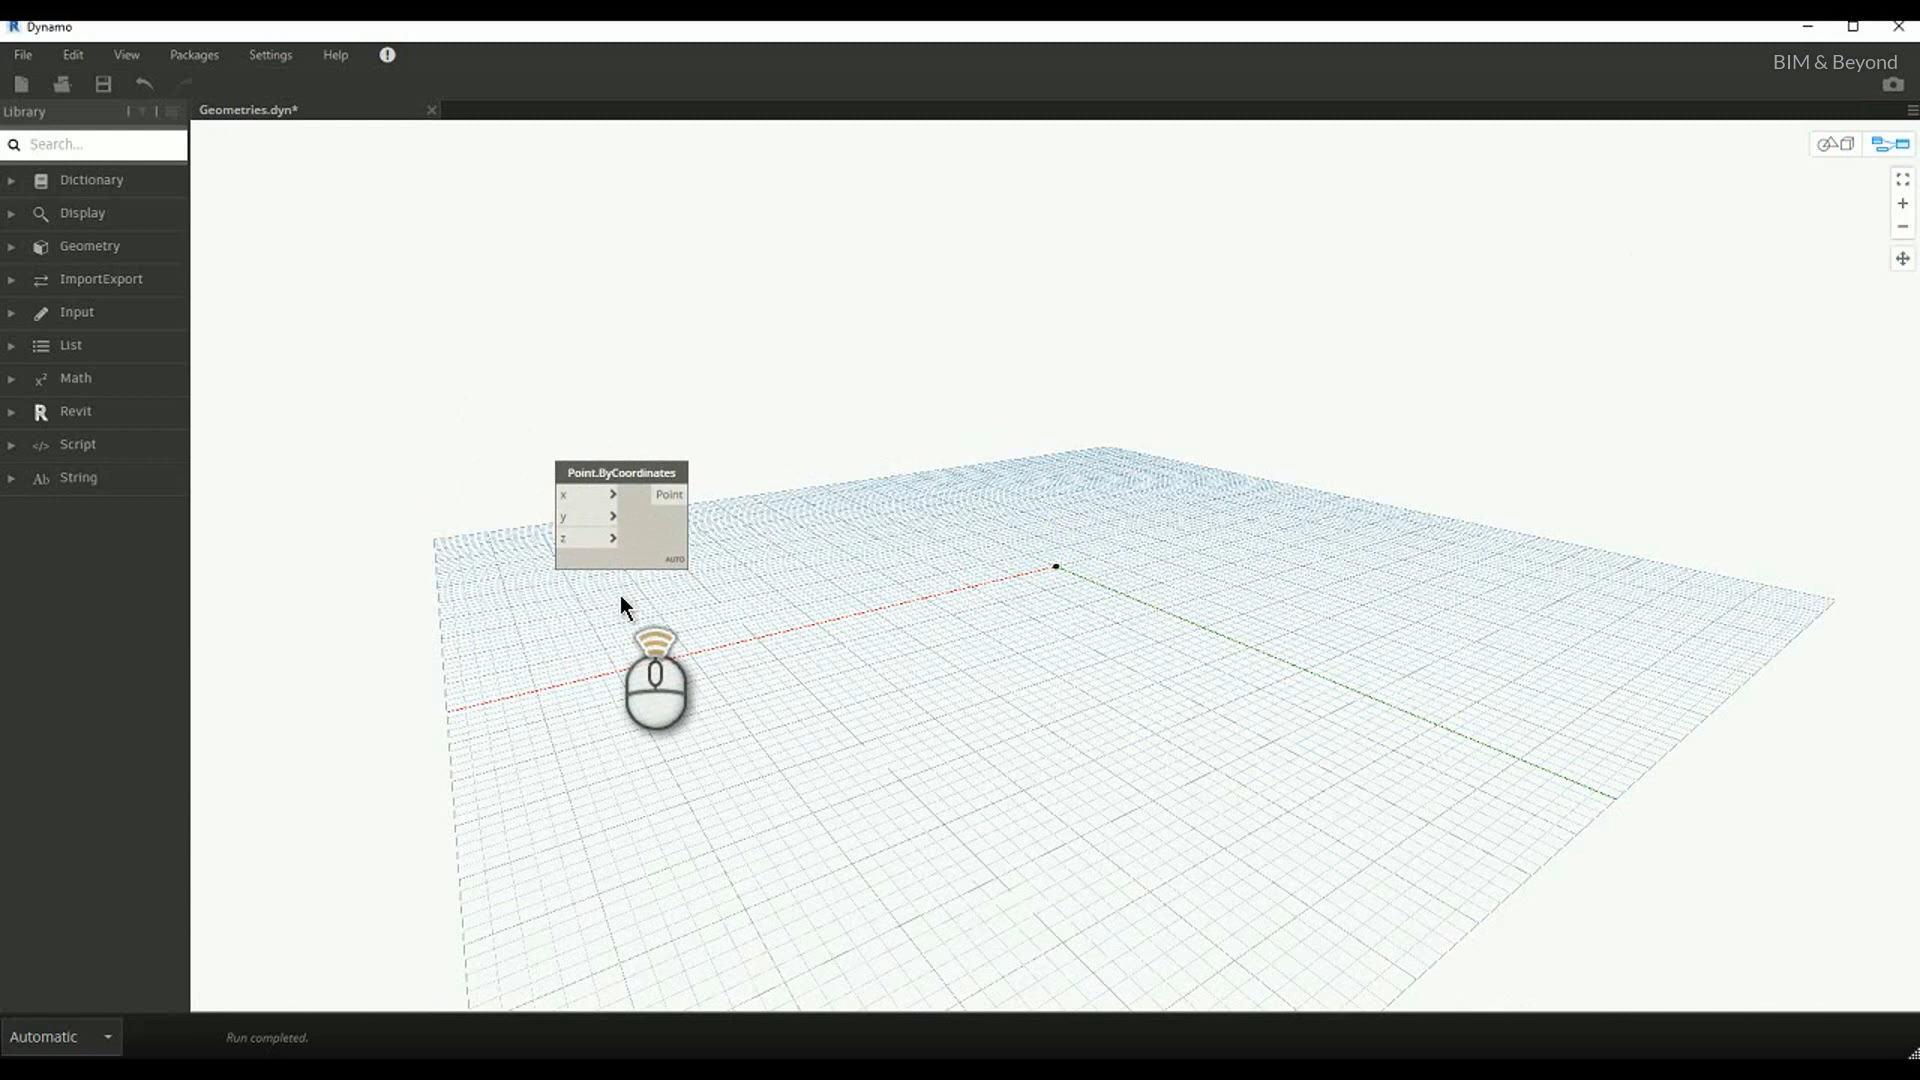 Dynamo
File Edit View Packages Settings Help
BIM & Beyond
Library
Geometries.dyn*
Search...
Dictionary
Display
Geometry
ImportExport
Input
List
Math
Revit
Script
String
Point.ByCoordinates
x Point
y
z
AUTO
Automatic
Run completed.